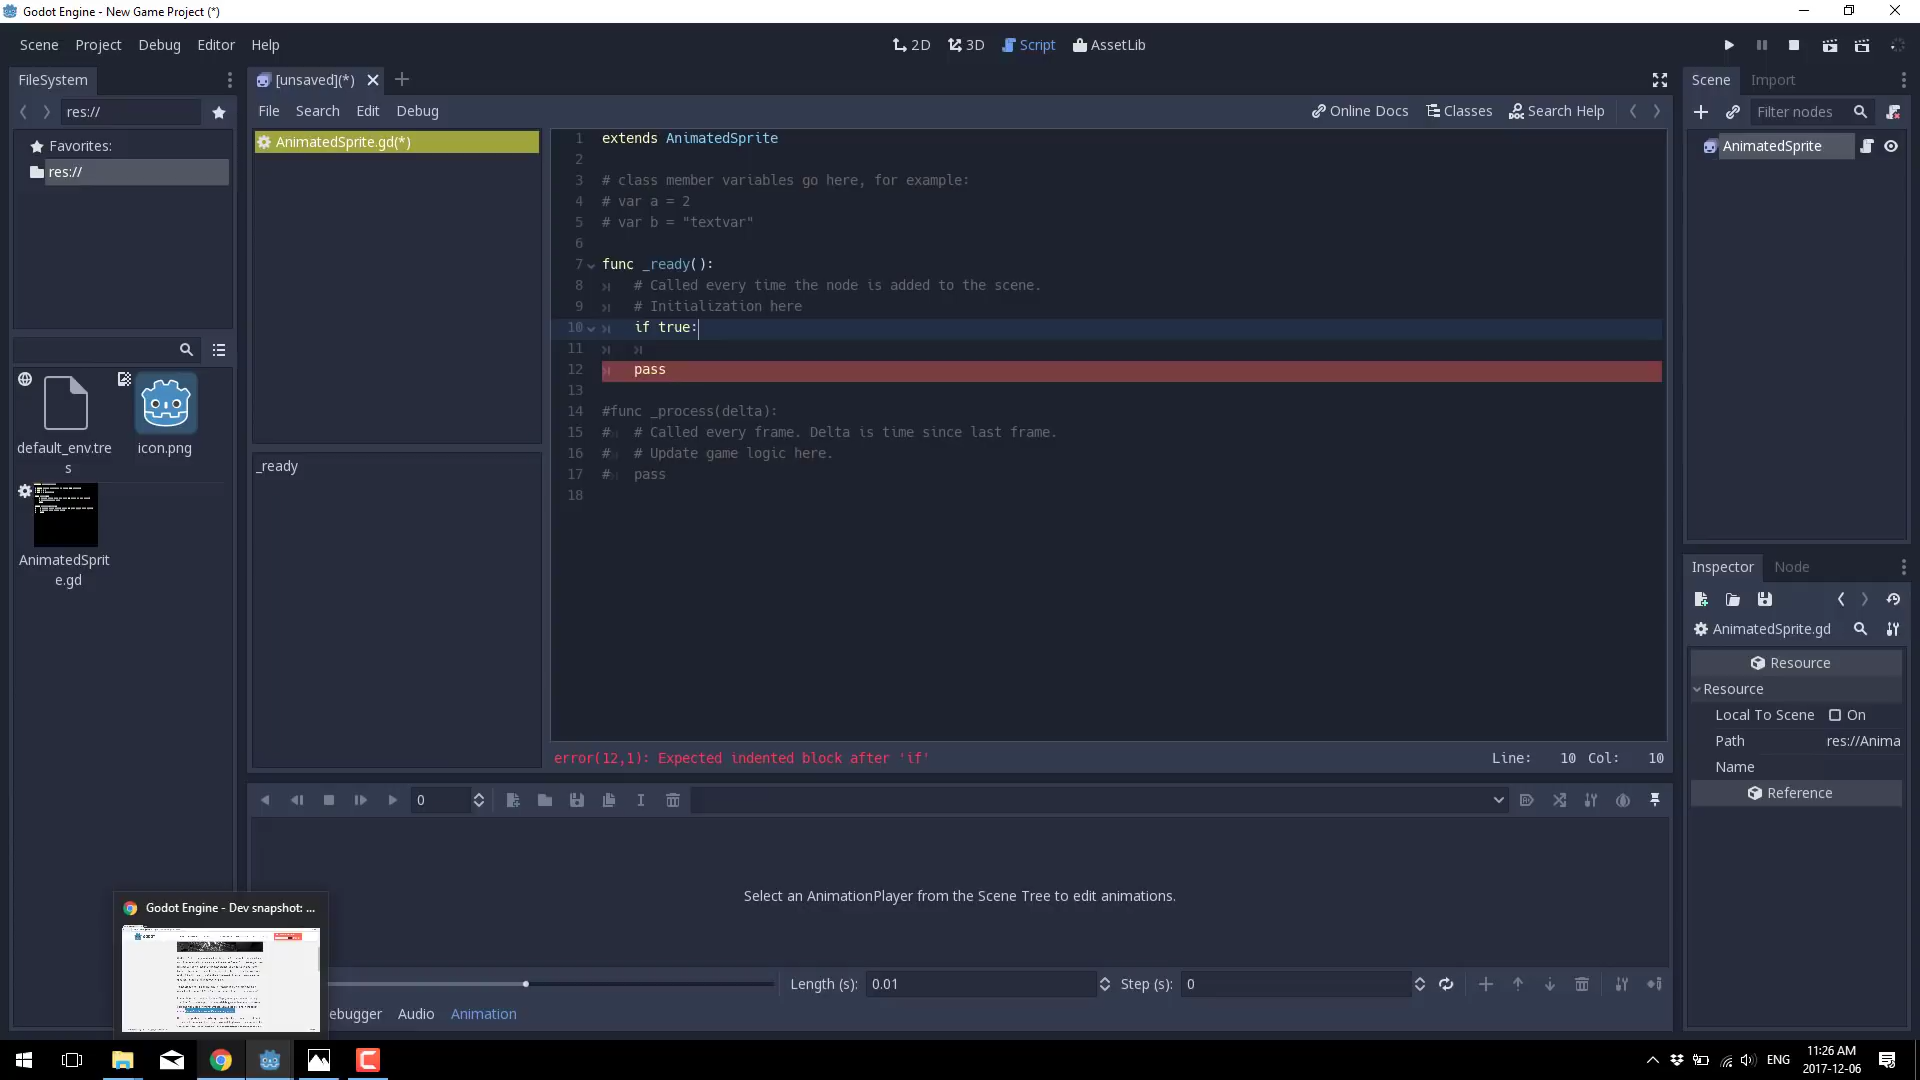 Godot Engine - New Game Project (*)
Scene Project Debug Editor Help
2D 3D Script AssetLib
FileSystem
[unsaved](*)
Scene Import
res://
File Search Edit Debug
Online Docs Classes Search Help
Filter nodes
Favorites:
res://
AnimatedSprite.gd(*)
AnimatedSprite
1 extends AnimatedSprite
2
3 # class member variables go here, for example:
4 # var a = 2
5 # var b = "textvar"
6
7 func _ready():
8 # Called every time the node is added to the scene.
9 # Initialization here
10 if true:
11
12 pass
13
14 #func _process(delta):
15 # # Called every frame. Delta is time since last frame.
16 # # Update game logic here.
17 # pass
18
default_env.tre
s
icon.png
AnimatedSprit
e.gd
_ready
error(12,1): Expected indented block after 'if'
Line: 10 Col: 10
Inspector Node
AnimatedSprite.gd
Resource
Resource
Local To Scene On
Path res://Anima
Name
Reference
0
Select an AnimationPlayer from the Scene Tree to edit animations.
Godot Engine - Dev snapshot: ...
Length (s): 0.01 Step (s): 0
ebugger Audio Animation
ENG
11:26 AM
2017-12-06